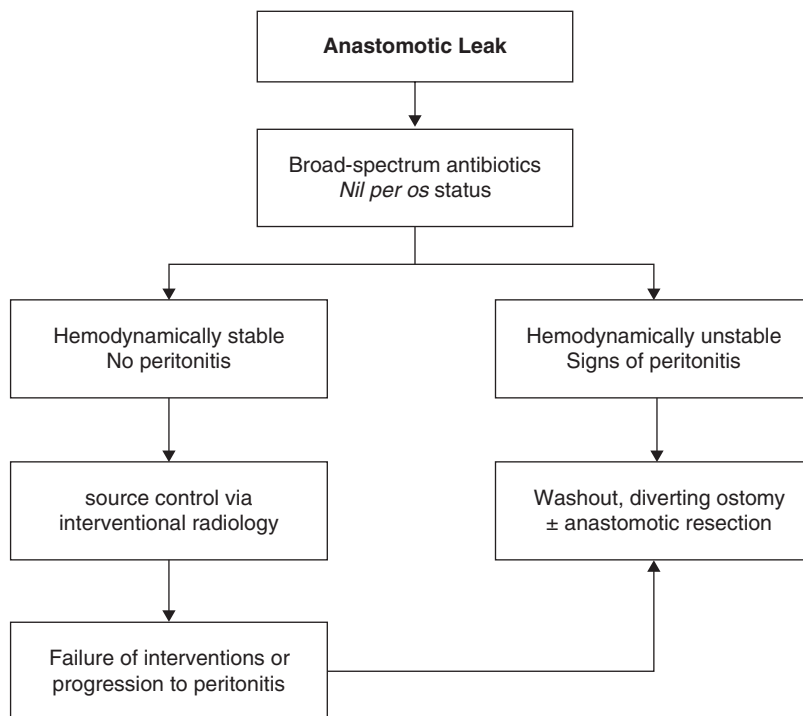 Anastomotic Leak
Broad-spectrum antibiotics
Nil per os status
Hemodynamically stable
No peritonitis
Hemodynamically unstable
Signs of peritonitis
source control via
interventional radiology
Washout, diverting ostomy
± anastomotic resection
Failure of interventions or
progression to peritonitis